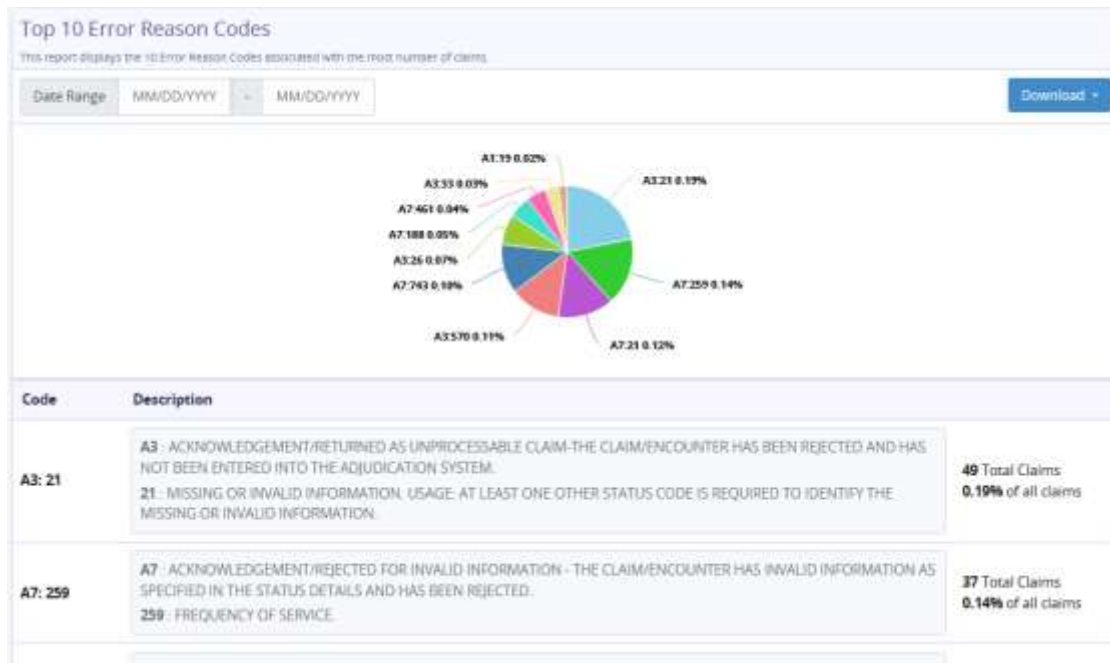 Top 10 Error Reason Codes
This report displays the 10 Error Reason Codes associated with the most number of claims
Date Range MM/DD/YYYY - MM/DD/YYYY Download
A1:19 0.02%
A3:33 0.03%
A3:21 0.19%
A7:461 0.04%
A7:188 0.05%
A3:26 0.07%
A7:743 0.10%
A7:259 0.14%
A3:570 0.11%
A7:21 0.12%
Code Description
A3 : ACKNOWLEDGEMENT/RETURNED AS UNPROCESSABLE CLAIM-THE CLAIM/ENCOUNTER HAS BEEN REJECTED AND HAS
NOT BEEN ENTERED INTO THE ADJUDICATION SYSTEM.
A3: 21
21 : MISSING OR INVALID INFORMATION. USAGE: AT LEAST ONE OTHER STATUS CODE IS REQUIRED TO IDENTIFY THE
MISSING OR INVALID INFORMATION.
49 Total Claims
0.19% of all claims
A7 : ACKNOWLEDGEMENT/REJECTED FOR INVALID INFORMATION - THE CLAIM/ENCOUNTER HAS INVALID INFORMATION AS
SPECIFIED IN THE STATUS DETAILS AND HAS BEEN REJECTED.
A7: 259
259 : FREQUENCY OF SERVICE.
37 Total Claims
0.14% of all claims